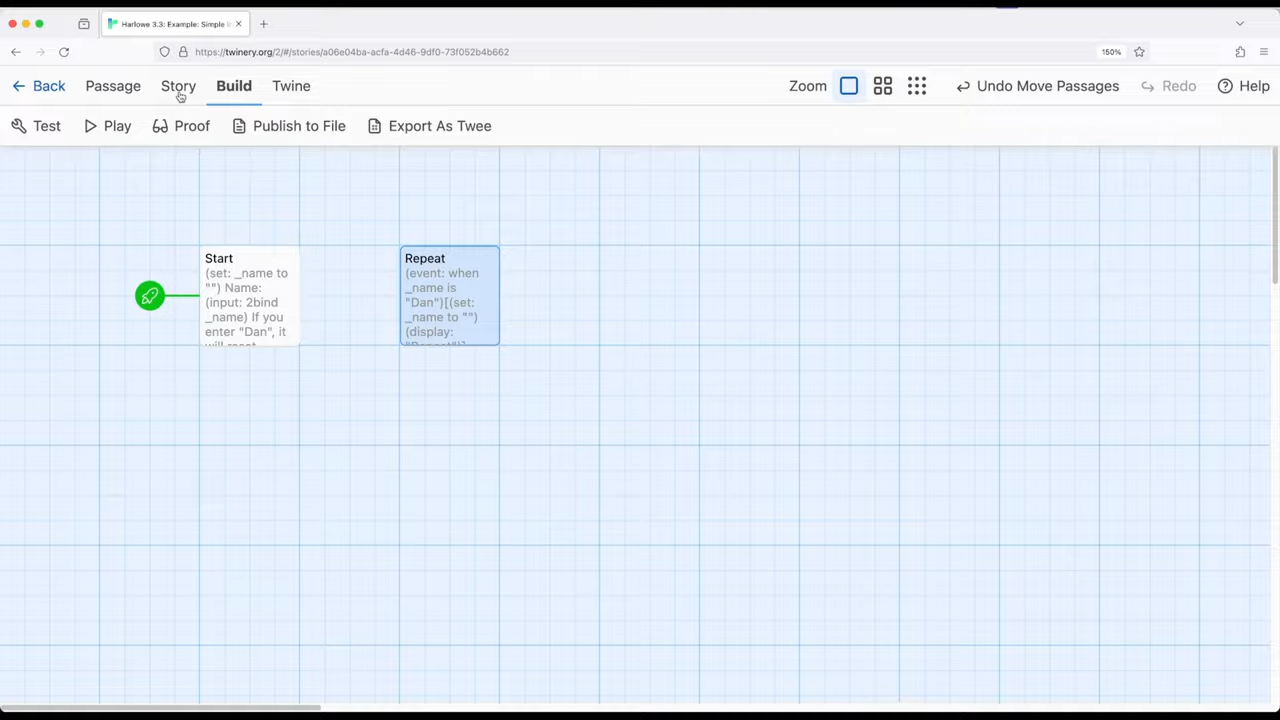 Harlowe 3.3: Example: Simple
https://twinery.org/2/#/stories/a06e04ba-acfa-4d46-9df0-73f052b4b662
150%
Back
Passage
Story
Build
Twine
Zoom
Undo Move Passages
Redo
Help
Test
Play
Proof
Publish to File
Export As Twee
Start
(set: _name to
"") Name:
(input: 2bind
_name) If you
enter "Dan", it
will reset
Repeat
(event: when
_name is
"Dan")[(set:
_name to "")
(display: